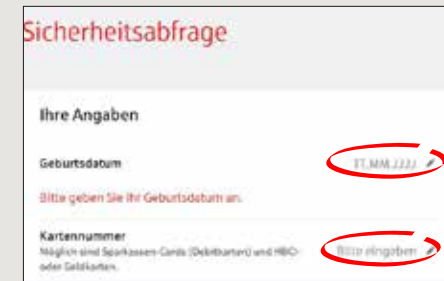 Sicherheitsabfrage
Ihre Angaben
Geburtsdatum
TT.MM.JJJJ
Bitte geben Sie Ihr Geburtsdatum an.
Kartennummer
Möglich sind Sparkassen-Cards (Debitkarten) und HBCI-
oder Geldkarten.
Bitte eingeben